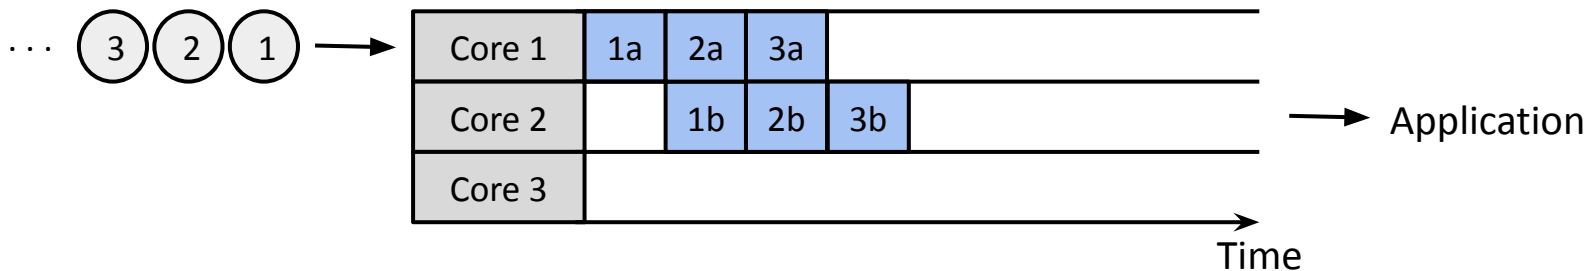 . . . 3 2 1 Core 1 1a 2a 3a
Core 2 1b 2b 3b Application
Core 3
Time